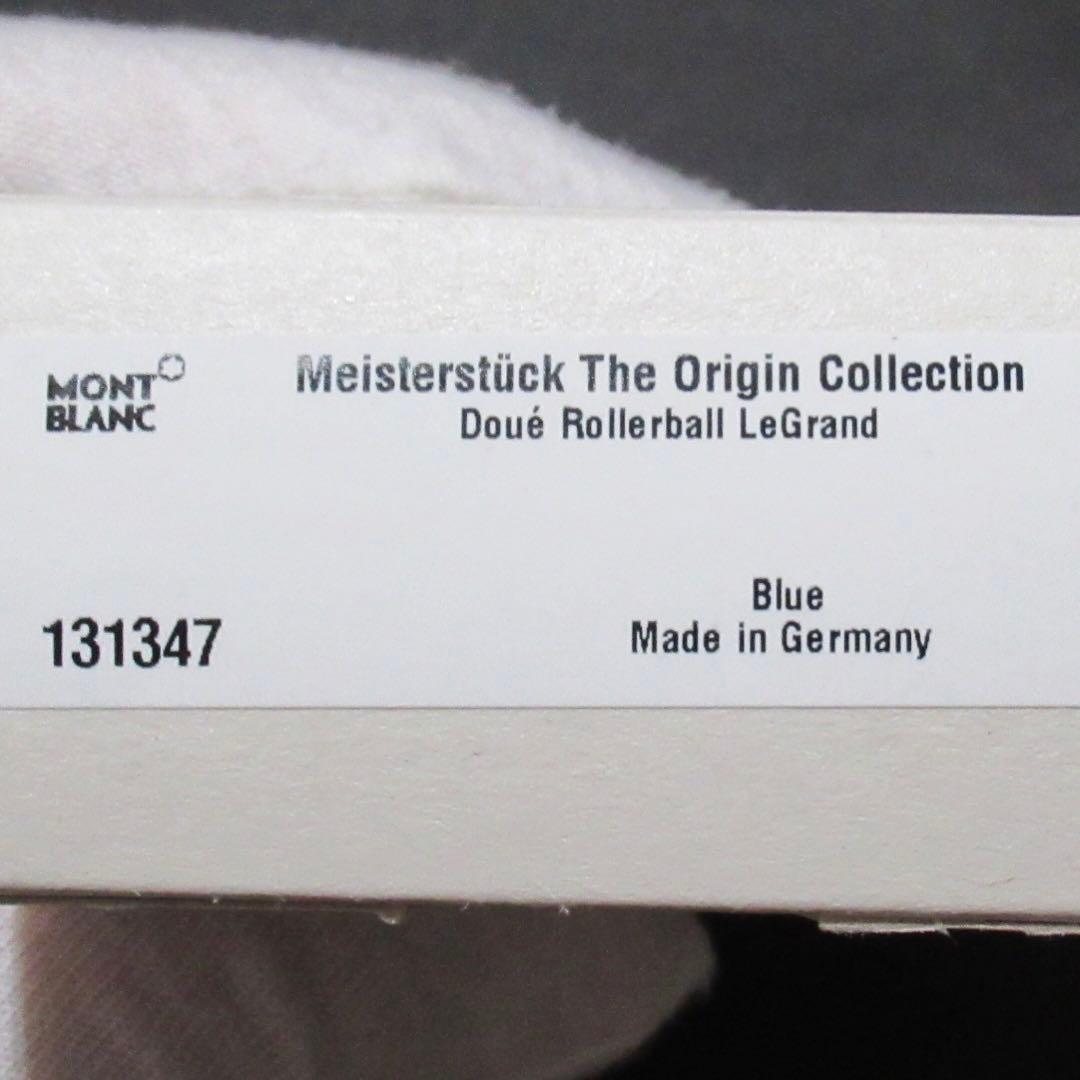 MONT
BLANC
Meisterstück The Origin Collection
Doué Rollerball LeGrand
131347
Blue
Made in Germany